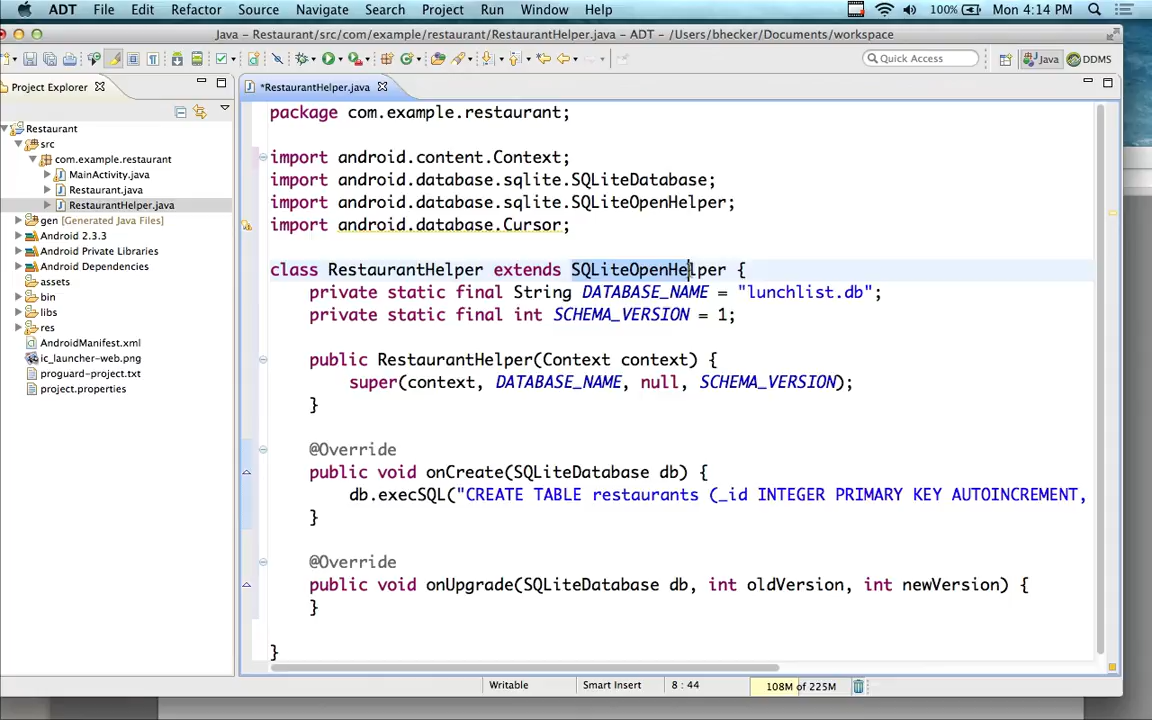 ADT File Edit Refactor Source Navigate Search Project Run Window Help 100% Mon 4:14 PM
Java – Restaurant/src/com/example/restaurant/RestaurantHelper.java – ADT – /Users/bhecker/Documents/workspace
Quick Access Java DDMS
Project Explorer
*RestaurantHelper.java
Restaurant
src
com.example.restaurant
MainActivity.java
Restaurant.java
RestaurantHelper.java
gen [Generated Java Files]
Android 2.3.3
Android Private Libraries
Android Dependencies
assets
bin
libs
res
AndroidManifest.xml
ic_launcher-web.png
proguard-project.txt
project.properties
package com.example.restaurant;
import android.content.Context;
import android.database.sqlite.SQLiteDatabase;
import android.database.sqlite.SQLiteOpenHelper;
import android.database.Cursor;
class RestaurantHelper extends SQLiteOpenHelper {
private static final String DATABASE_NAME = "lunchlist.db";
private static final int SCHEMA_VERSION = 1;
public RestaurantHelper(Context context) {
super(context, DATABASE_NAME, null, SCHEMA_VERSION);
}
@Override
public void onCreate(SQLiteDatabase db) {
db.execSQL("CREATE TABLE restaurants (_id INTEGER PRIMARY KEY AUTOINCREMENT,
}
@Override
public void onUpgrade(SQLiteDatabase db, int oldVersion, int newVersion) {
}
}
Writable Smart Insert 8 : 44 108M of 225M